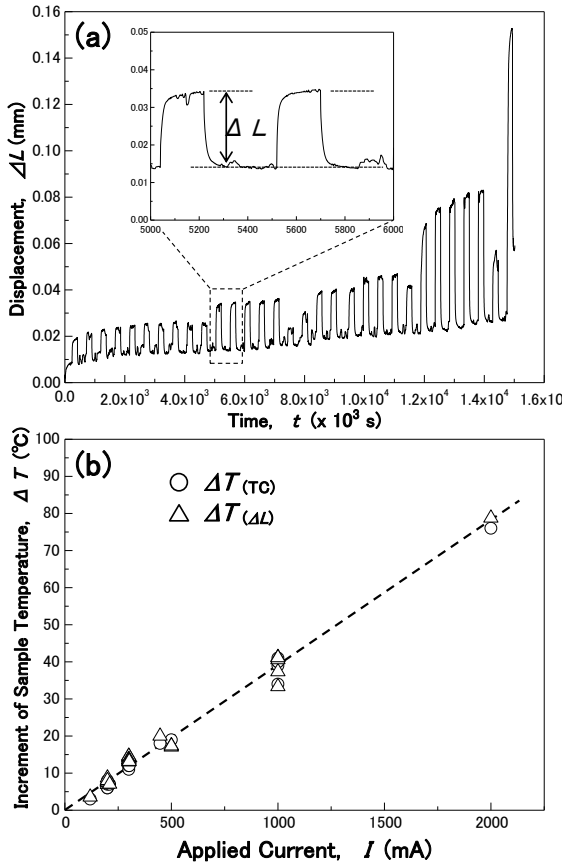 (a)
0.16
0.14
0.12
0.10
0.08
0.06
0.04
0.02
0.00
Displacement, ΔL (mm)
0.05
0.04
0.03
0.02
0.01
0.00
Δ L
5000 5200 5400 5600 5800 6000
0.0 2.0x10³ 4.0x10³ 6.0x10³ 8.0x10³ 1.0x10⁴ 1.2x10⁴ 1.4x10⁴ 1.6x10⁴
Time, t (x 10³ s)
(b)
100
90
80
70
60
50
40
30
20
10
0
Increment of Sample Temperature, Δ T (℃)
ΔT (TC)
ΔT (ΔL)
0 500 1000 1500 2000
Applied Current, I (mA)